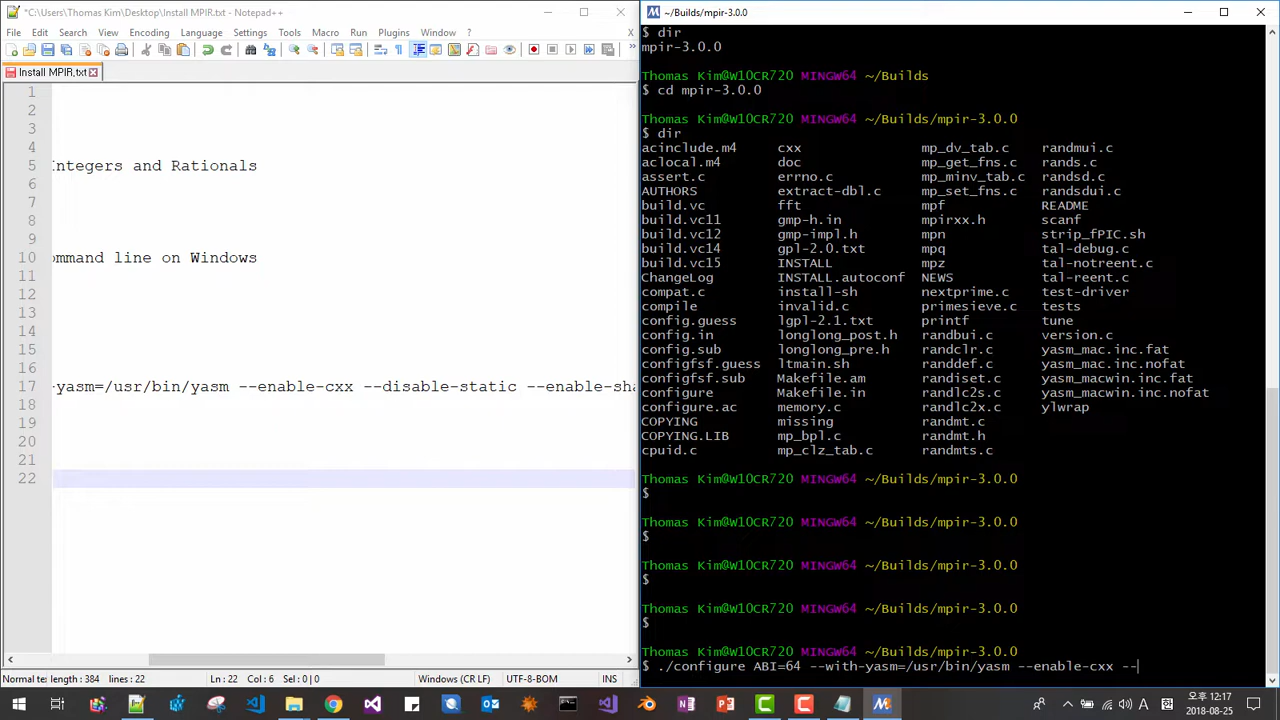 *C:\Users\Thomas Kim\Desktop\Install MPIR.txt - Notepad++
File Edit Search View Encoding Language Settings Tools Macro Run Plugins Window ?
Install MPIR.txt
1
2
3
4
5 Integers and Rationals
6
7
8
9
10 ommand line on Windows
11
12
13
14
15
16
17 -yasm=/usr/bin/yasm --enable-cxx --disable-static --enable-sha
18
19
20
21
22
Normal tex length : 384 Ln : 22 Col : 6 Sel : 0 | 0 Windows (CR LF) UTF-8-BOM INS
~/Builds/mpir-3.0.0
$ dir
mpir-3.0.0
Thomas Kim@W10CR720 MINGW64 ~/Builds
$ cd mpir-3.0.0
Thomas Kim@W10CR720 MINGW64 ~/Builds/mpir-3.0.0
$ dir
acinclude.m4 cxx mp_dv_tab.c randmui.c
aclocal.m4 doc mp_get_fns.c rands.c
assert.c errno.c mp_minv_tab.c randsd.c
AUTHORS extract-dbl.c mp_set_fns.c randsdui.c
build.vc fft mpf README
build.vc11 gmp-h.in mpirxx.h scanf
build.vc12 gmp-impl.h mpn strip_fPIC.sh
build.vc14 gpl-2.0.txt mpq tal-debug.c
build.vc15 INSTALL mpz tal-notreent.c
ChangeLog INSTALL.autoconf NEWS tal-reent.c
compat.c install-sh nextprime.c test-driver
compile invalid.c primesieve.c tests
config.guess lgpl-2.1.txt printf tune
config.in longlong_post.h randbui.c version.c
config.sub longlong_pre.h randclr.c yasm_mac.inc.fat
configfsf.guess ltmain.sh randdef.c yasm_mac.inc.nofat
configfsf.sub Makefile.am randiset.c yasm_macwin.inc.fat
configure Makefile.in randlc2s.c yasm_macwin.inc.nofat
configure.ac memory.c randlc2x.c ylwrap
COPYING missing randmt.c
COPYING.LIB mp_bpl.c randmt.h
cpuid.c mp_clz_tab.c randmts.c
Thomas Kim@W10CR720 MINGW64 ~/Builds/mpir-3.0.0
$
Thomas Kim@W10CR720 MINGW64 ~/Builds/mpir-3.0.0
$
Thomas Kim@W10CR720 MINGW64 ~/Builds/mpir-3.0.0
$
Thomas Kim@W10CR720 MINGW64 ~/Builds/mpir-3.0.0
$
Thomas Kim@W10CR720 MINGW64 ~/Builds/mpir-3.0.0
$ ./configure ABI=64 --with-yasm=/usr/bin/yasm --enable-cxx --
오후 12:17
2018-08-25